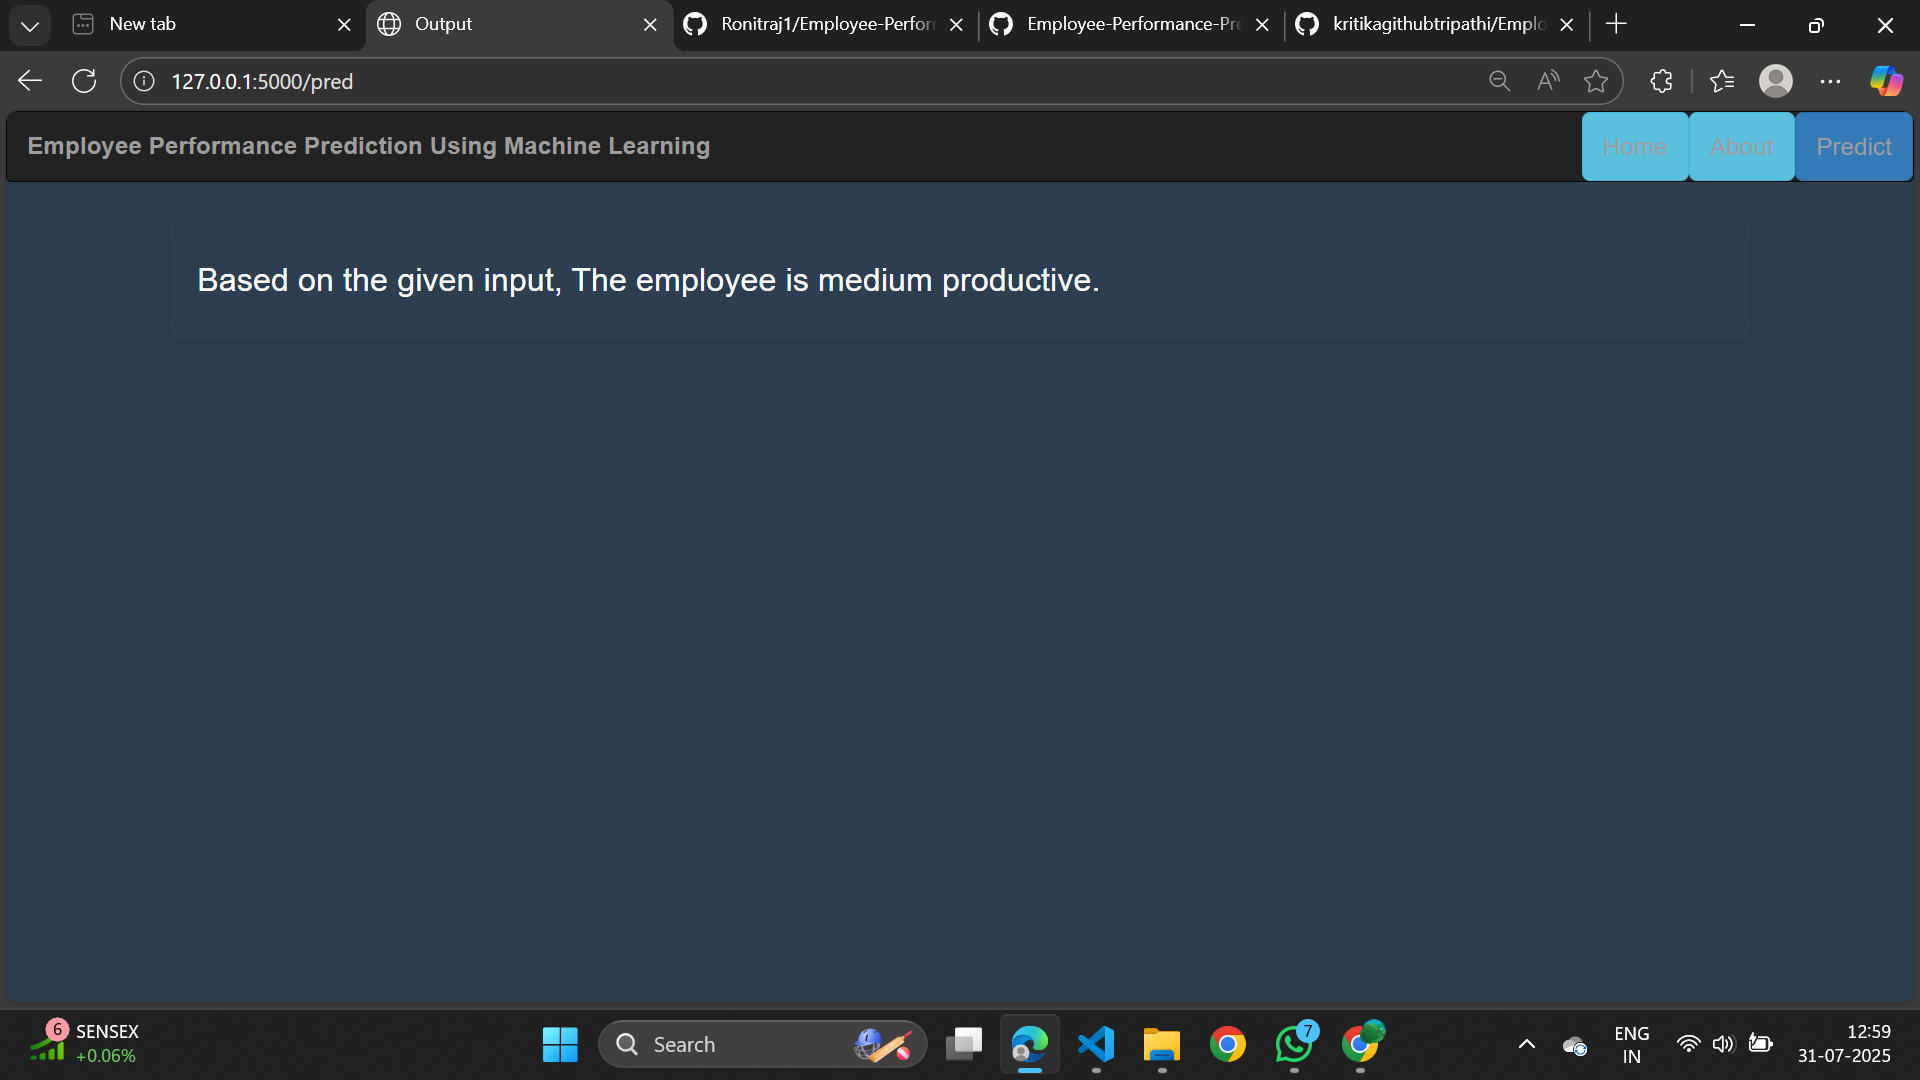 New tab
Output
Ronitraj1/Employee-Perfor
Employee-Performance-Pre
kritikagithubtripathi/Emplo
127.0.0.1:5000/pred
Employee Performance Prediction Using Machine Learning
Home
About
Predict
Based on the given input, The employee is medium productive.
6
SENSEX
+0.06%
Search
7
ENG
IN
12:59
31-07-2025